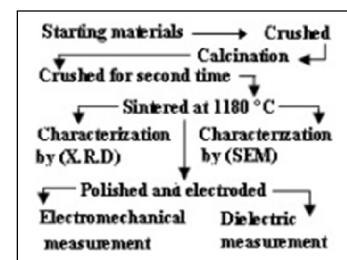 Starting materials Crushed
Calcination
Crushed for second time
Sintered at 1180 °C
Characterization Characterization
by (X.R.D) by (SEM)
Polished and electroded
Electromechanical Dielectric
measurement measurement